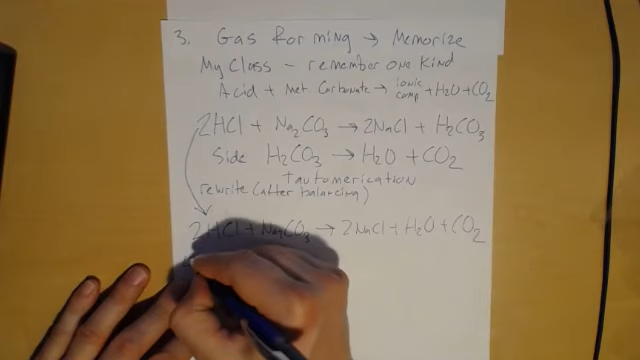 3. Gas Forming → Memorize
My Class - remember one kind
Acid + Met. Carbonate → ionic comp + H₂O + CO₂
2HCl + Na₂CO₃ → 2NaCl + H₂CO₃
Side H₂CO₃ → H₂O + CO₂
tautomerication
rewrite (after balancing)
2HCl + Na₂CO₃ → 2NaCl + H₂O + CO₂